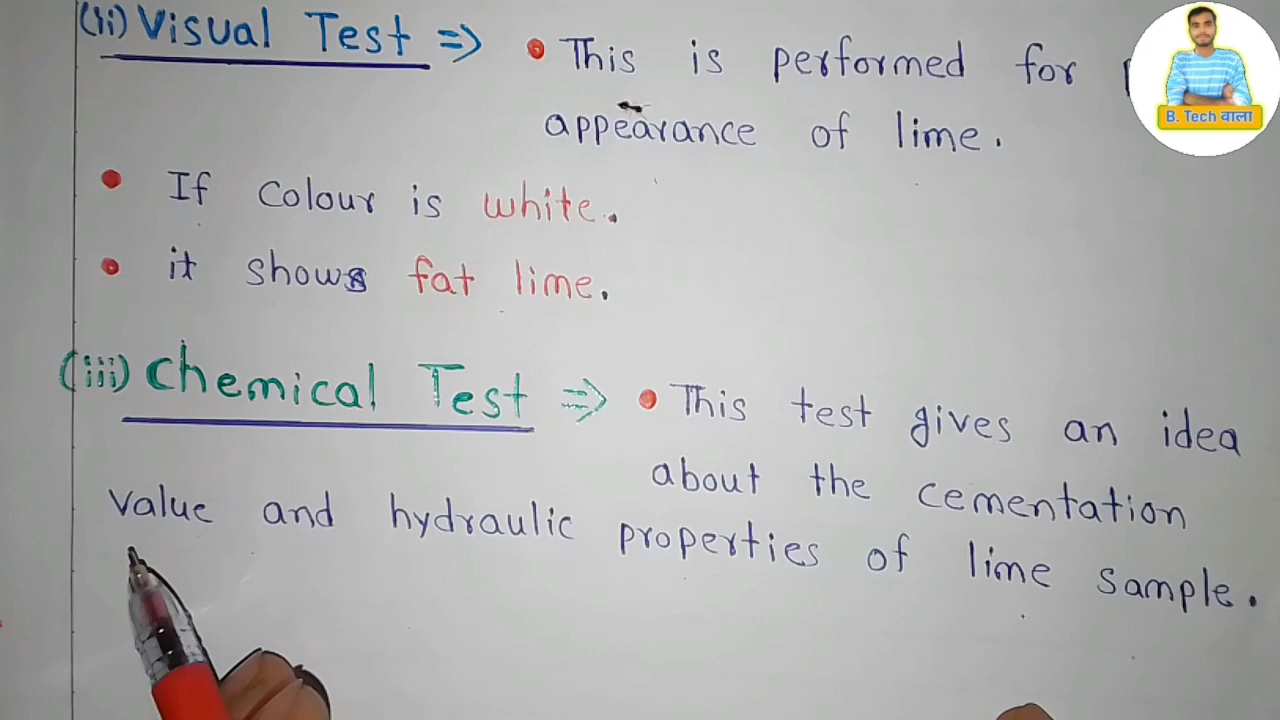 (ii) Visual Test => • This is performed for
appearance of lime.
• If Colour is white.
• it shows fat lime.
(iii) Chemical Test => • This test gives an idea
about the cementation
value and hydraulic properties of lime sample.
B. Tech वाला